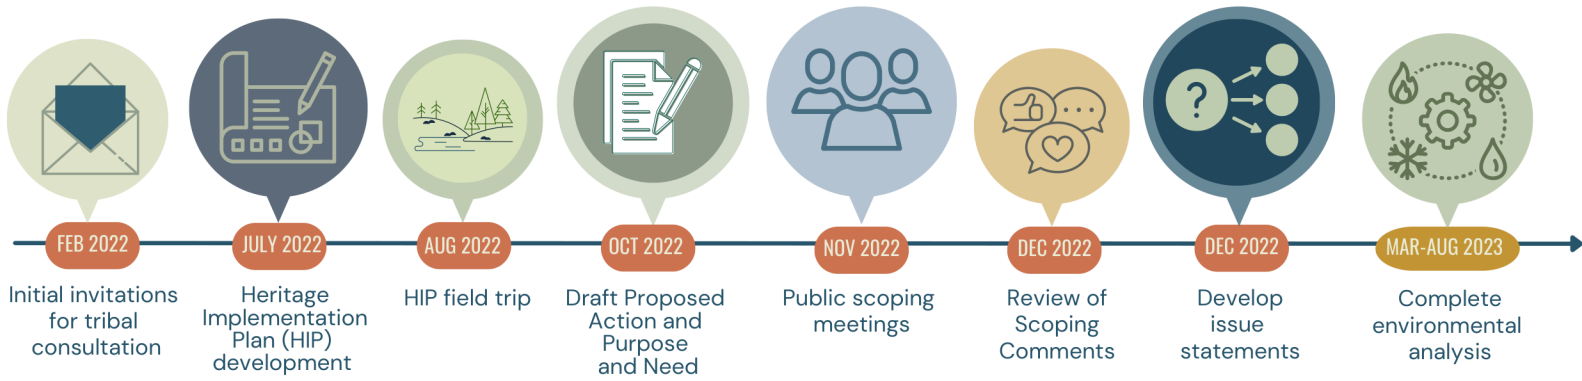 FEB 2022
Initial invitations
for tribal
consultation
JULY 2022
Heritage
Implementation
Plan (HIP)
development
AUG 2022
HIP field trip
OCT 2022
Draft Proposed
Action and
Purpose
and Need
NOV 2022
Public scoping
meetings
DEC 2022
Review of
Scoping
Comments
?
DEC 2022
Develop
issue
statements
MAR-AUG 2023
Complete
environmental
analysis